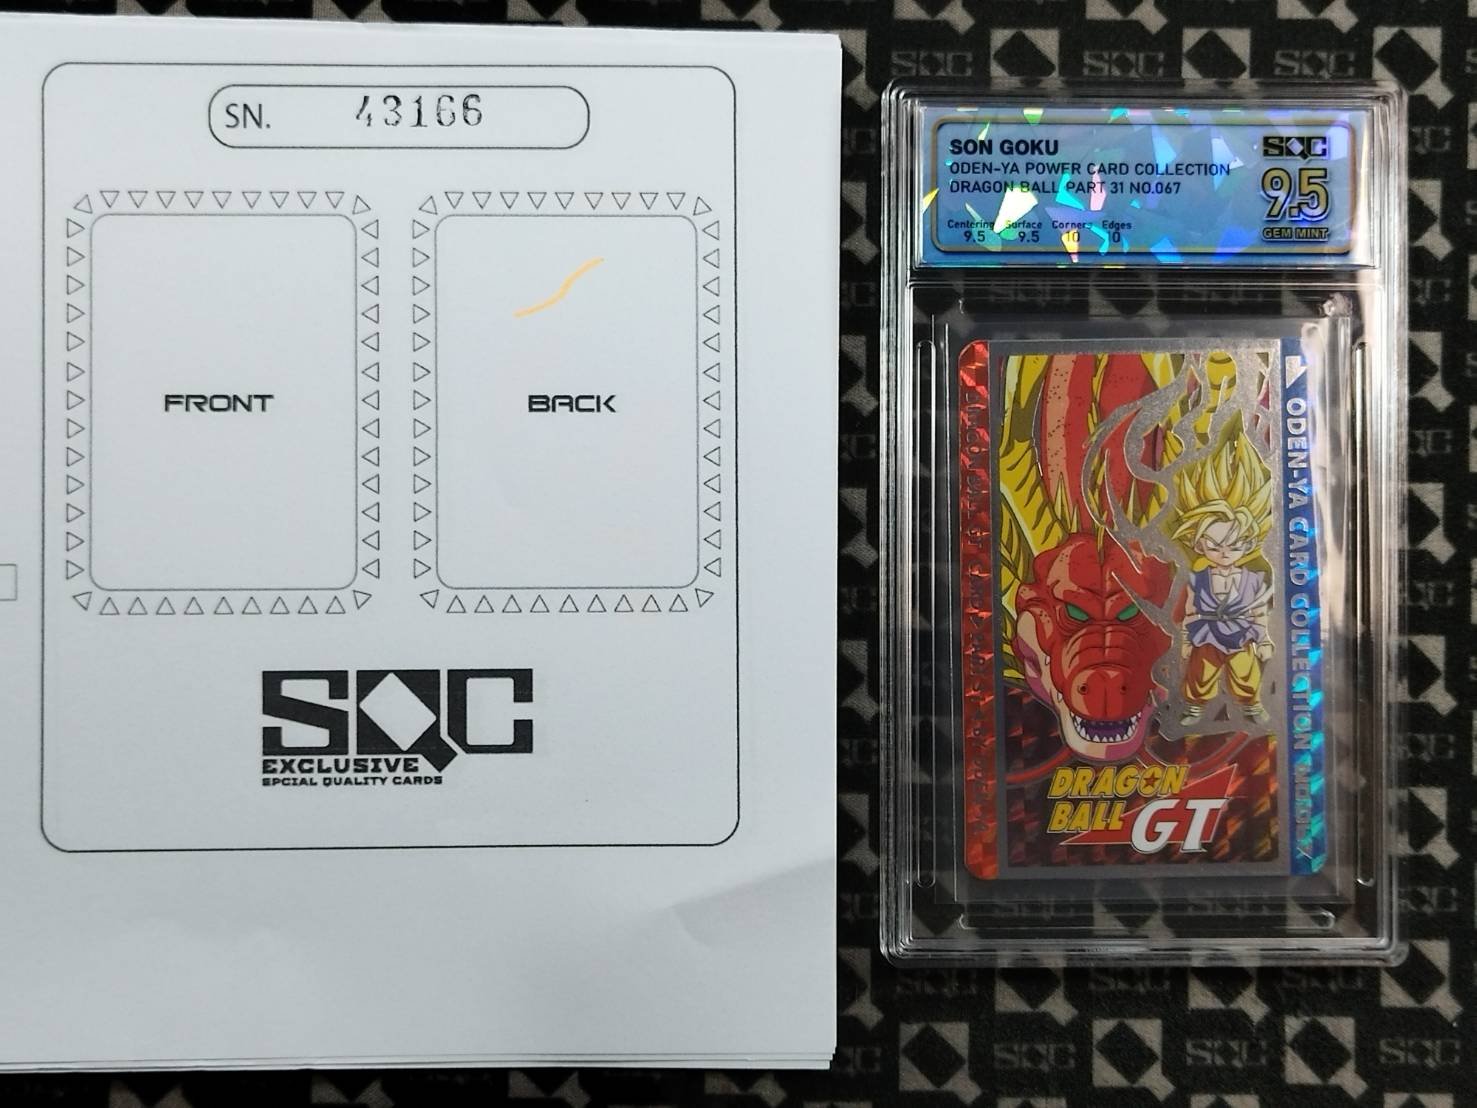 SN. 43166
FRONT
BACK
SQC
EXCLUSIVE
SPCIAL QUALITY CARDS
SON GOKU
ODEN-YA POWER CARD COLLECTION
DRAGON BALL PART 31 NO.067
Centering Surface Corners Edges
9.5 9.5 10 10
SQC
9.5
GEM MINT
ODEN-YA CARD COLLECTION NO.067
DRAGON
BALL GT